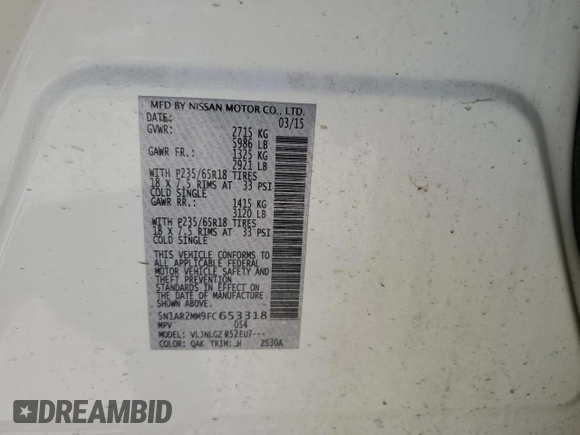 MFD BY NISSAN MOTOR CO., LTD.
DATE: 03/15
GVWR: 2715 KG
5986 LB
GAWR FR.: 1325 KG
2921 LB
WITH P235/65R18 TIRES
18 X 7.5 RIMS AT 33 PSI
COLD SINGLE
GAWR RR.: 1415 KG
3120 LB
WITH P235/65R18 TIRES
18 X 7.5 RIMS AT 33 PSI
COLD SINGLE
THIS VEHICLE CONFORMS TO
ALL APPLICABLE FEDERAL
MOTOR VEHICLE SAFETY AND
THEFT PREVENTION
STANDARDS IN EFFECT ON THE
DATE OF MANUFACTURE
SHOWN ABOVE.
5N1AR2MM9FC653318
MPV 054
MODEL: VLJNLGZ R52EU7---
COLOR: QAK TRIM: H ZS30A
DREAMBID